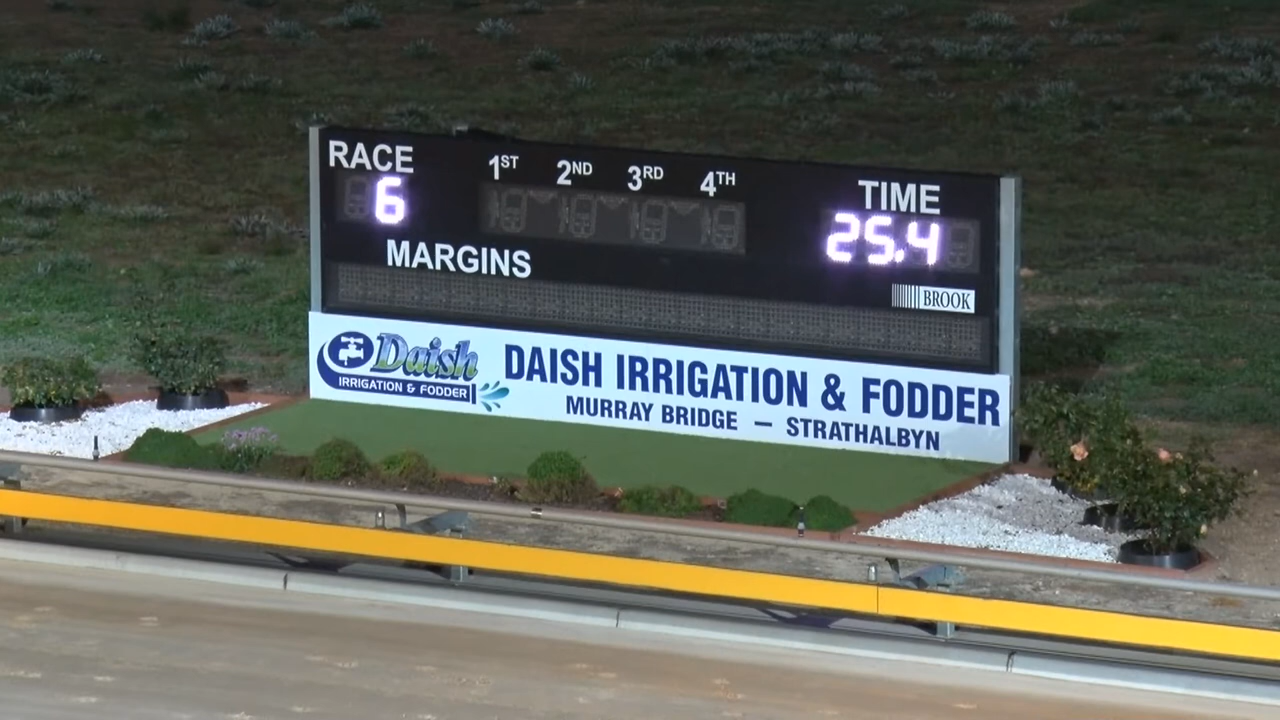 RACE 1ST 2ND 3RD 4TH TIME
6 25.4
MARGINS
BROOK
Daish
IRRIGATION & FODDER
DAISH IRRIGATION & FODDER
MURRAY BRIDGE — STRATHALBYN